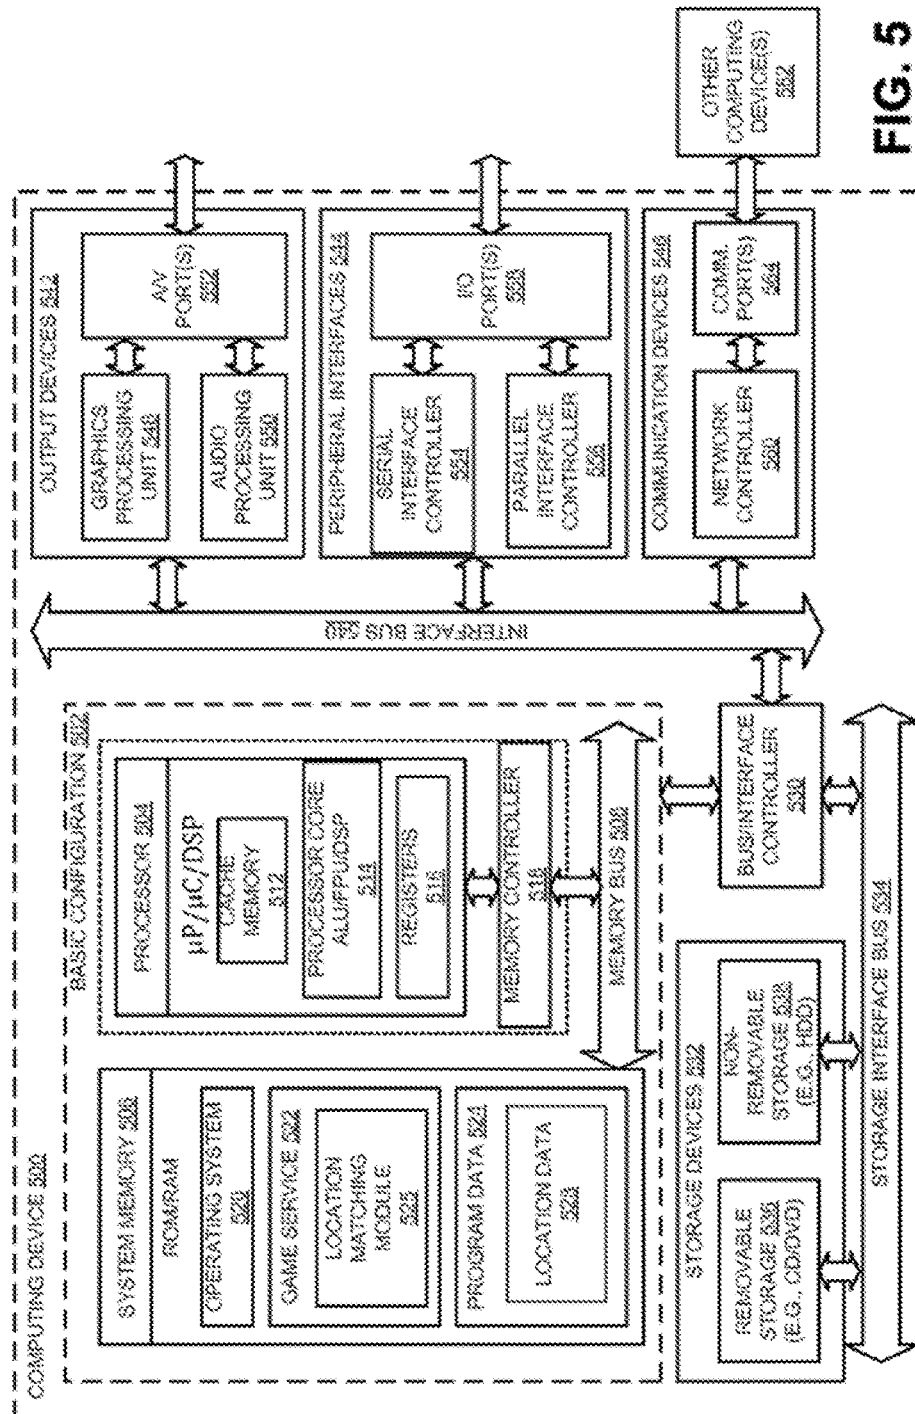 COMPUTING DEVICE 500
BASIC CONFIGURATION 502
SYSTEM MEMORY 506
ROM/RAM
OPERATING SYSTEM
520
GAME SERVICE 522
LOCATION
MATCHING
MODULE
PROGRAM DATA 524
LOCATION DATA
528
PROCESSOR 504
µP/µC/DSP
CACHE
MEMORY
512
PROCESSOR CORE
ALU/FPU/DSP
514
REGISTERS
516
MEMORY CONTROLLER
MEMORY BUS 508
STORAGE DEVICES 532
REMOVABLE
STORAGE 536
(E.G., CD/DVD)
NON-
REMOVABLE
STORAGE 538
(E.G., HDD)
BUS/INTERFACE
CONTROLLER
530
STORAGE INTERFACE BUS 534
INTERFACE BUS 540
OUTPUT DEVICES 542
GRAPHICS
PROCESSING
UNIT 548
AUDIO
PROCESSING
UNIT 550
A/V
PORT(S)
552
PERIPHERAL INTERFACES 544
SERIAL
INTERFACE
CONTROLLER
554
PARALLEL
INTERFACE
CONTROLLER
556
I/O
PORT(S)
558
COMMUNICATION DEVICES 546
NETWORK
CONTROLLER
560
COMM.
PORT(S)
564
OTHER
COMPUTING
DEVICE(S)
562
FIG. 5